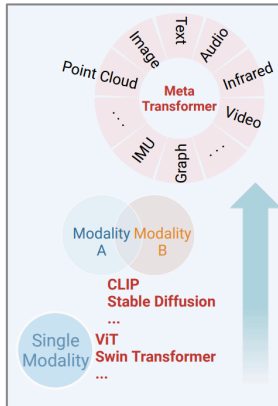 Text
Image
Audio
Point Cloud
Infrared
Meta
Transformer
. . .
Video
IMU
Graph
. . .
Modality
A
Modality
B
CLIP
Stable Diffusion
...
Single
Modality
ViT
Swin Transformer
...